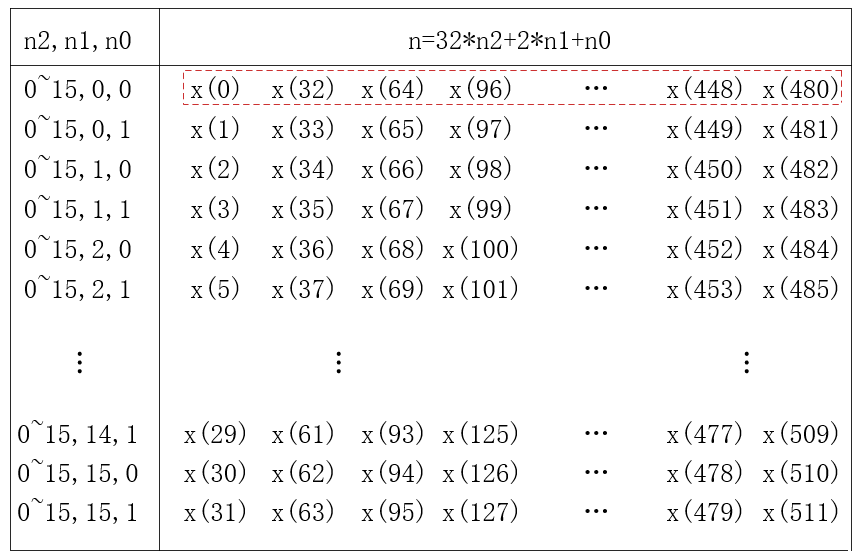 n2,n1,n0 n=32*n2+2*n1+n0
0~15,0,0 x(0) x(32) x(64) x(96) … x(448) x(480)
0~15,0,1 x(1) x(33) x(65) x(97) … x(449) x(481)
0~15,1,0 x(2) x(34) x(66) x(98) … x(450) x(482)
0~15,1,1 x(3) x(35) x(67) x(99) … x(451) x(483)
0~15,2,0 x(4) x(36) x(68) x(100) … x(452) x(484)
0~15,2,1 x(5) x(37) x(69) x(101) … x(453) x(485)
⋮ ⋮ ⋮
0~15,14,1 x(29) x(61) x(93) x(125) … x(477) x(509)
0~15,15,0 x(30) x(62) x(94) x(126) … x(478) x(510)
0~15,15,1 x(31) x(63) x(95) x(127) … x(479) x(511)